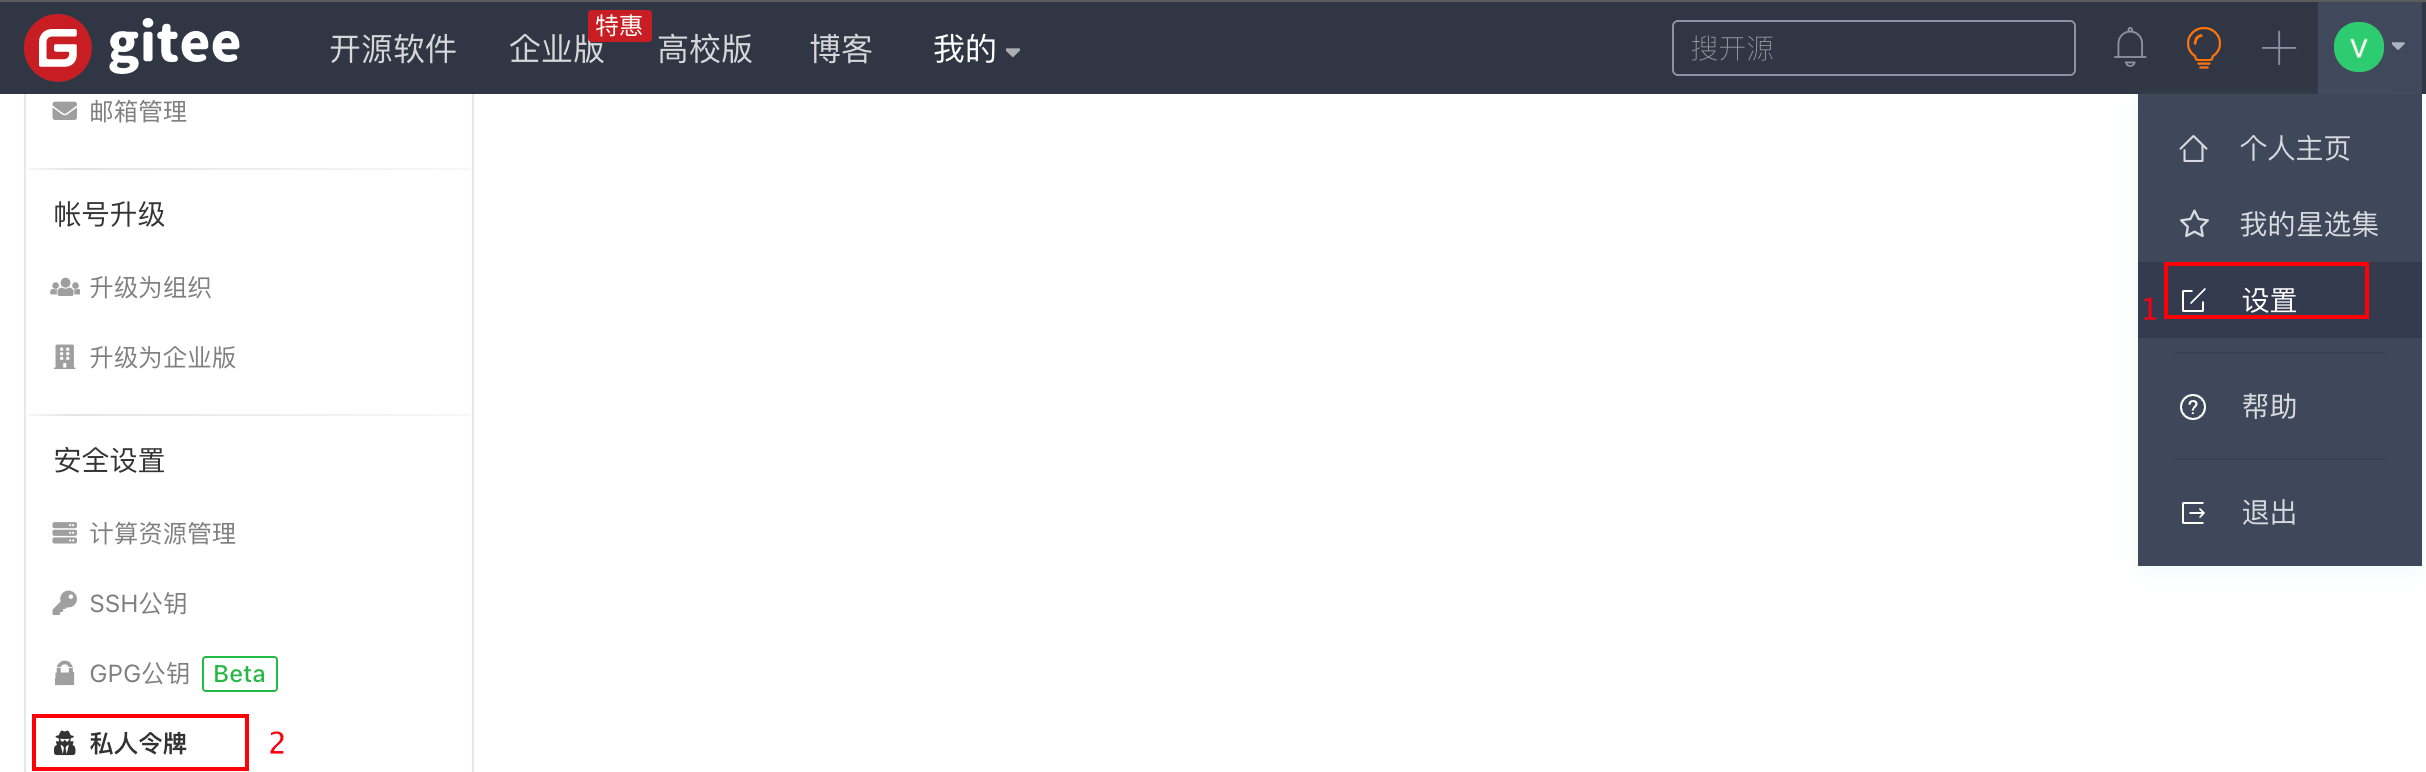 gitee
开源软件
企业版
特惠
高校版
博客
我的
搜开源
V
邮箱管理
帐号升级
升级为组织
升级为企业版
安全设置
计算资源管理
SSH公钥
GPG公钥 Beta
私人令牌 2
个人主页
我的星选集
1 设置
帮助
退出